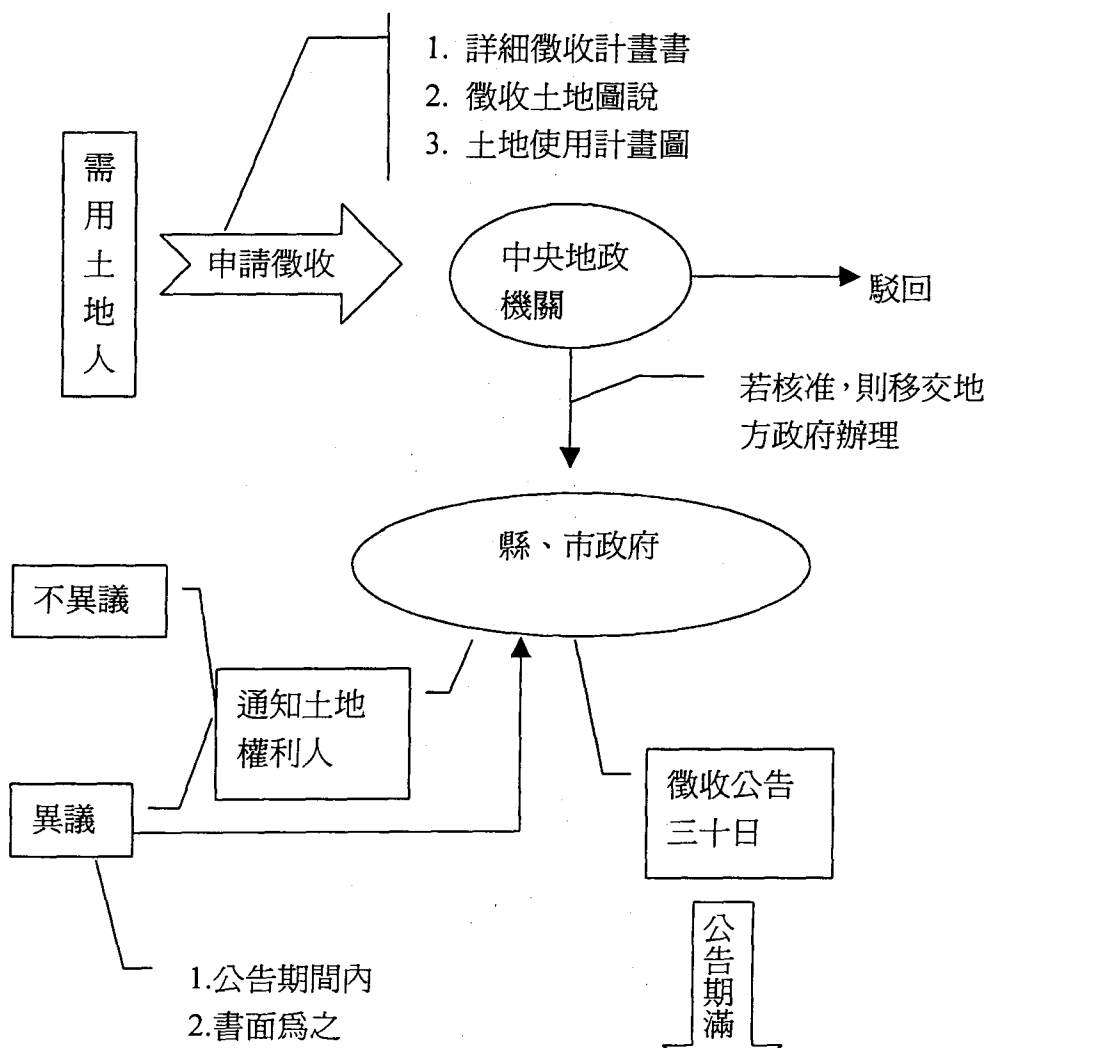 1. 詳細徵收計畫書
2. 徵收土地圖說
3. 土地使用計畫圖
需用土地人
申請徵收
中央地政
機關
駁回
若核准，則移交地
方政府辦理
縣、市政府
不異議
通知土地
權利人
異議
徵收公告
三十日
1.公告期間內
2.書面爲之
公告期滿